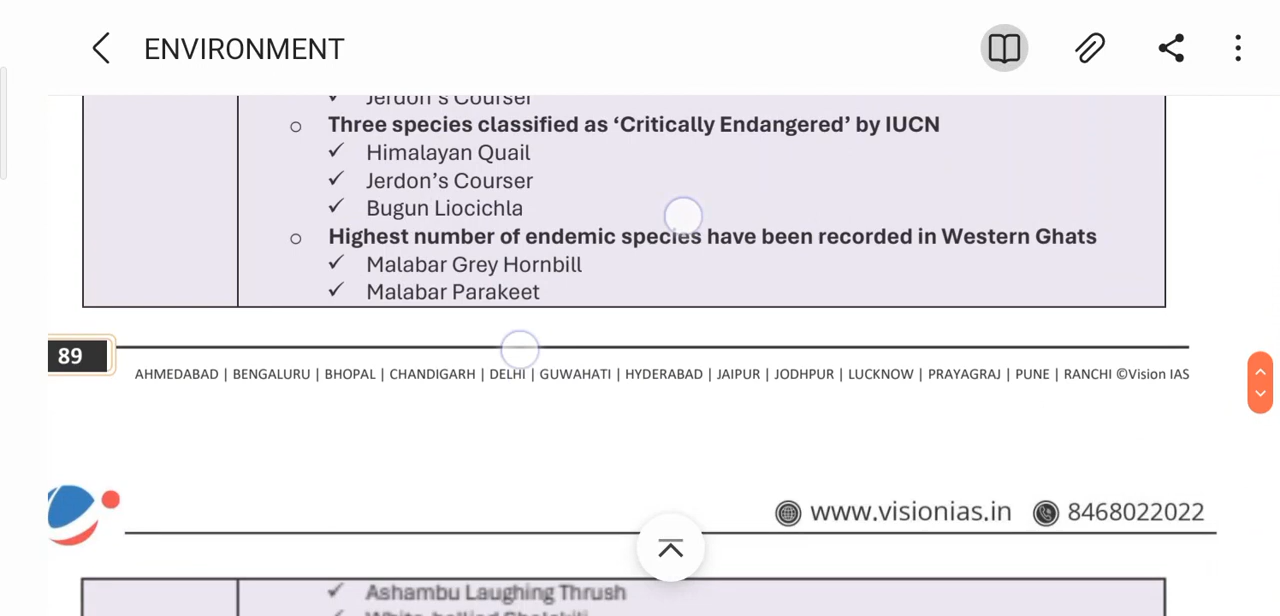 ENVIRONMENT
Jerdon's Courser
Three species classified as ‘Critically Endangered’ by IUCN
Himalayan Quail
Jerdon’s Courser
Bugun Liocichla
Highest number of endemic species have been recorded in Western Ghats
Malabar Grey Hornbill
Malabar Parakeet
89
AHMEDABAD | BENGALURU | BHOPAL | CHANDIGARH | DELHI | GUWAHATI | HYDERABAD | JAIPUR | JODHPUR | LUCKNOW | PRAYAGRAJ | PUNE | RANCHI ©Vision IAS
www.visionias.in 8468022022
Ashambu Laughing Thrush